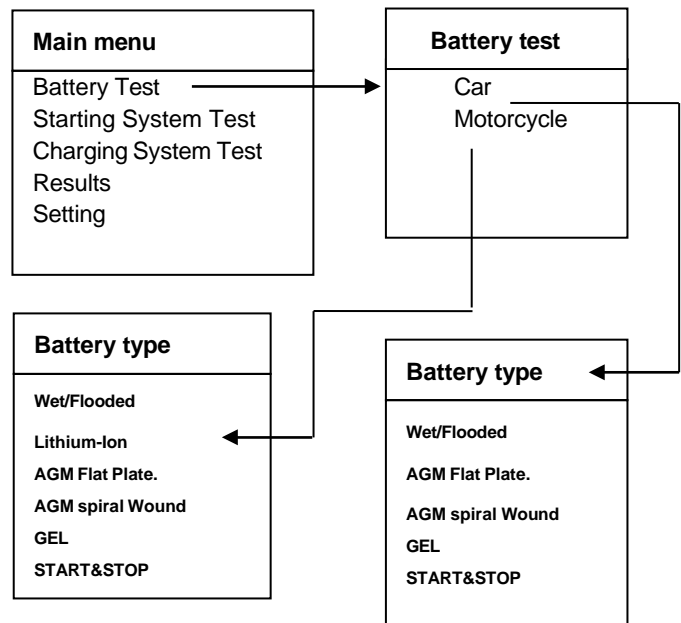 Main menu
Battery Test
Starting System Test
Charging System Test
Results
Setting
Battery test
Car
Motorcycle
Battery type
Wet/Flooded
Lithium-Ion
AGM Flat Plate.
AGM spiral Wound
GEL
START&STOP
Battery type
Wet/Flooded
AGM Flat Plate.
AGM spiral Wound
GEL
START&STOP